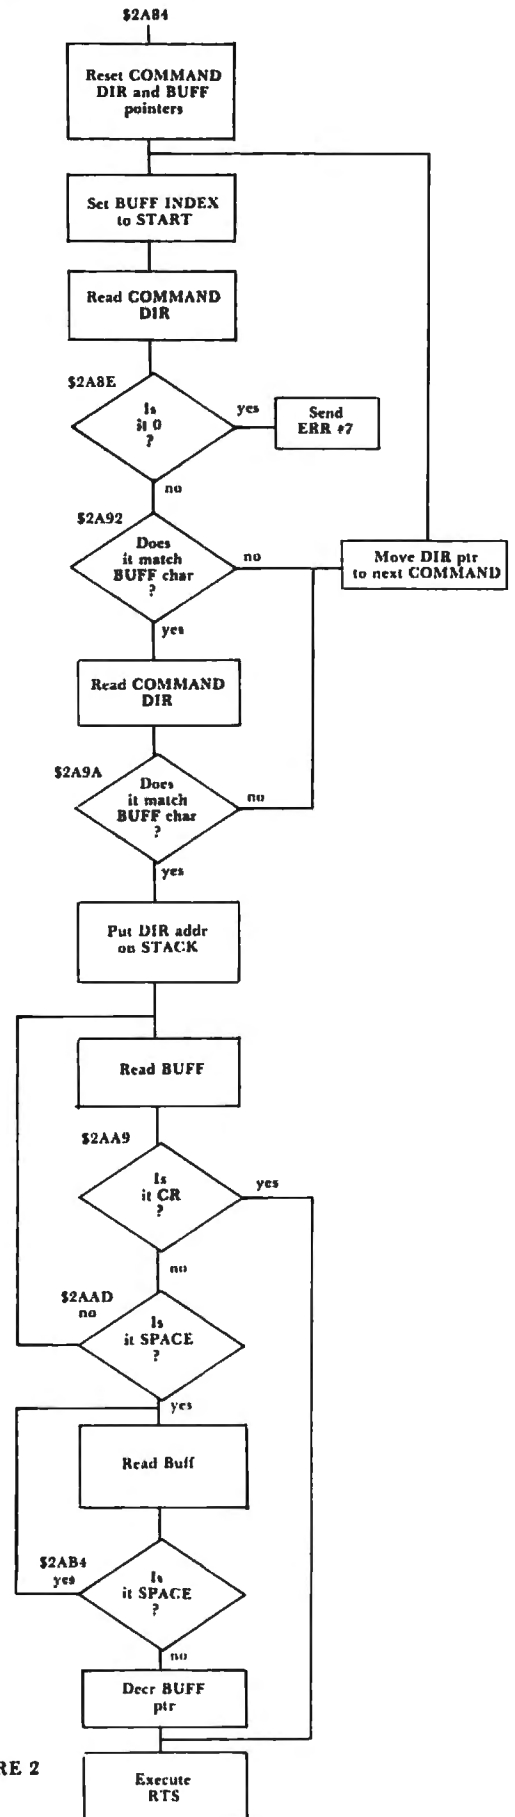 $2A84
Reset COMMAND
DIR and BUFF
pointers
Set BUFF INDEX
to START
Read COMMAND
DIR
$2A8E
Is
it 0
?
yes
Send
ERR #7
no
$2A92
Does
it match
BUFF char
?
no
Move DIR ptr
to next COMMAND
yes
Read COMMAND
DIR
$2A9A
Does
it match
BUFF char
?
no
yes
Put DIR addr
on STACK
Read BUFF
$2AA9
Is
it CR
?
yes
no
$2AAD
no
Is
it SPACE
?
yes
Read Buff
$2AB4
yes
Is
it SPACE
?
no
Decr BUFF
ptr
RE 2
Execute
RTS